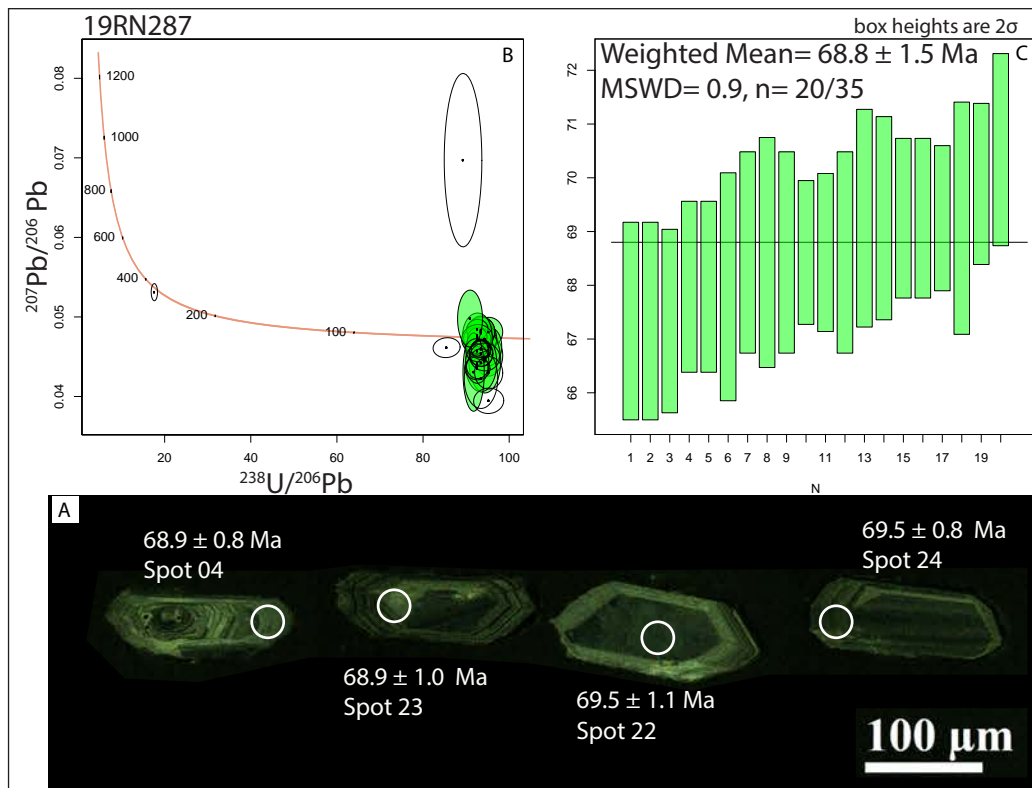 19RN287
box heights are 2σ
B
0.08
0.07
0.06
0.05
0.04
²⁰⁷Pb/²⁰⁶ Pb
1200
1000
800
600
400
200
100
20
40
60
80
100
²³⁸U/²⁰⁶Pb
Weighted Mean= 68.8 ± 1.5 Ma
C
MSWD= 0.9, n= 20/35
72
71
70
69
68
67
66
1 2 3 4 5 6 7 8 9 11 13 15 17 19
N
A
68.9 ± 0.8 Ma
Spot 04
68.9 ± 1.0 Ma
Spot 23
69.5 ± 1.1 Ma
Spot 22
69.5 ± 0.8 Ma
Spot 24
100 µm